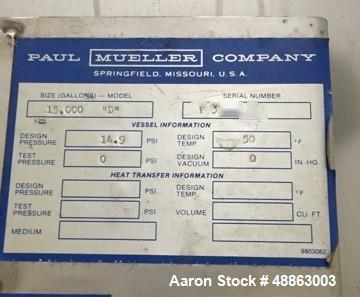 PAUL MUELLER COMPANY
SPRINGFIELD, MISSOURI, U.S.A.
SIZE (GALLONS) – MODEL SERIAL NUMBER
15,000 "D" P 3
VESSEL INFORMATION
DESIGN PRESSURE 14.9 PSI DESIGN TEMP. 50 °F
TEST PRESSURE 0 PSI DESIGN VACUUM 0 IN. HG.
HEAT TRANSFER INFORMATION
DESIGN PRESSURE PSI. DESIGN TEMP. °F
TEST PRESSURE PSI VOLUME CU. FT
MEDIUM
9803082
Aaron Stock # 48863003